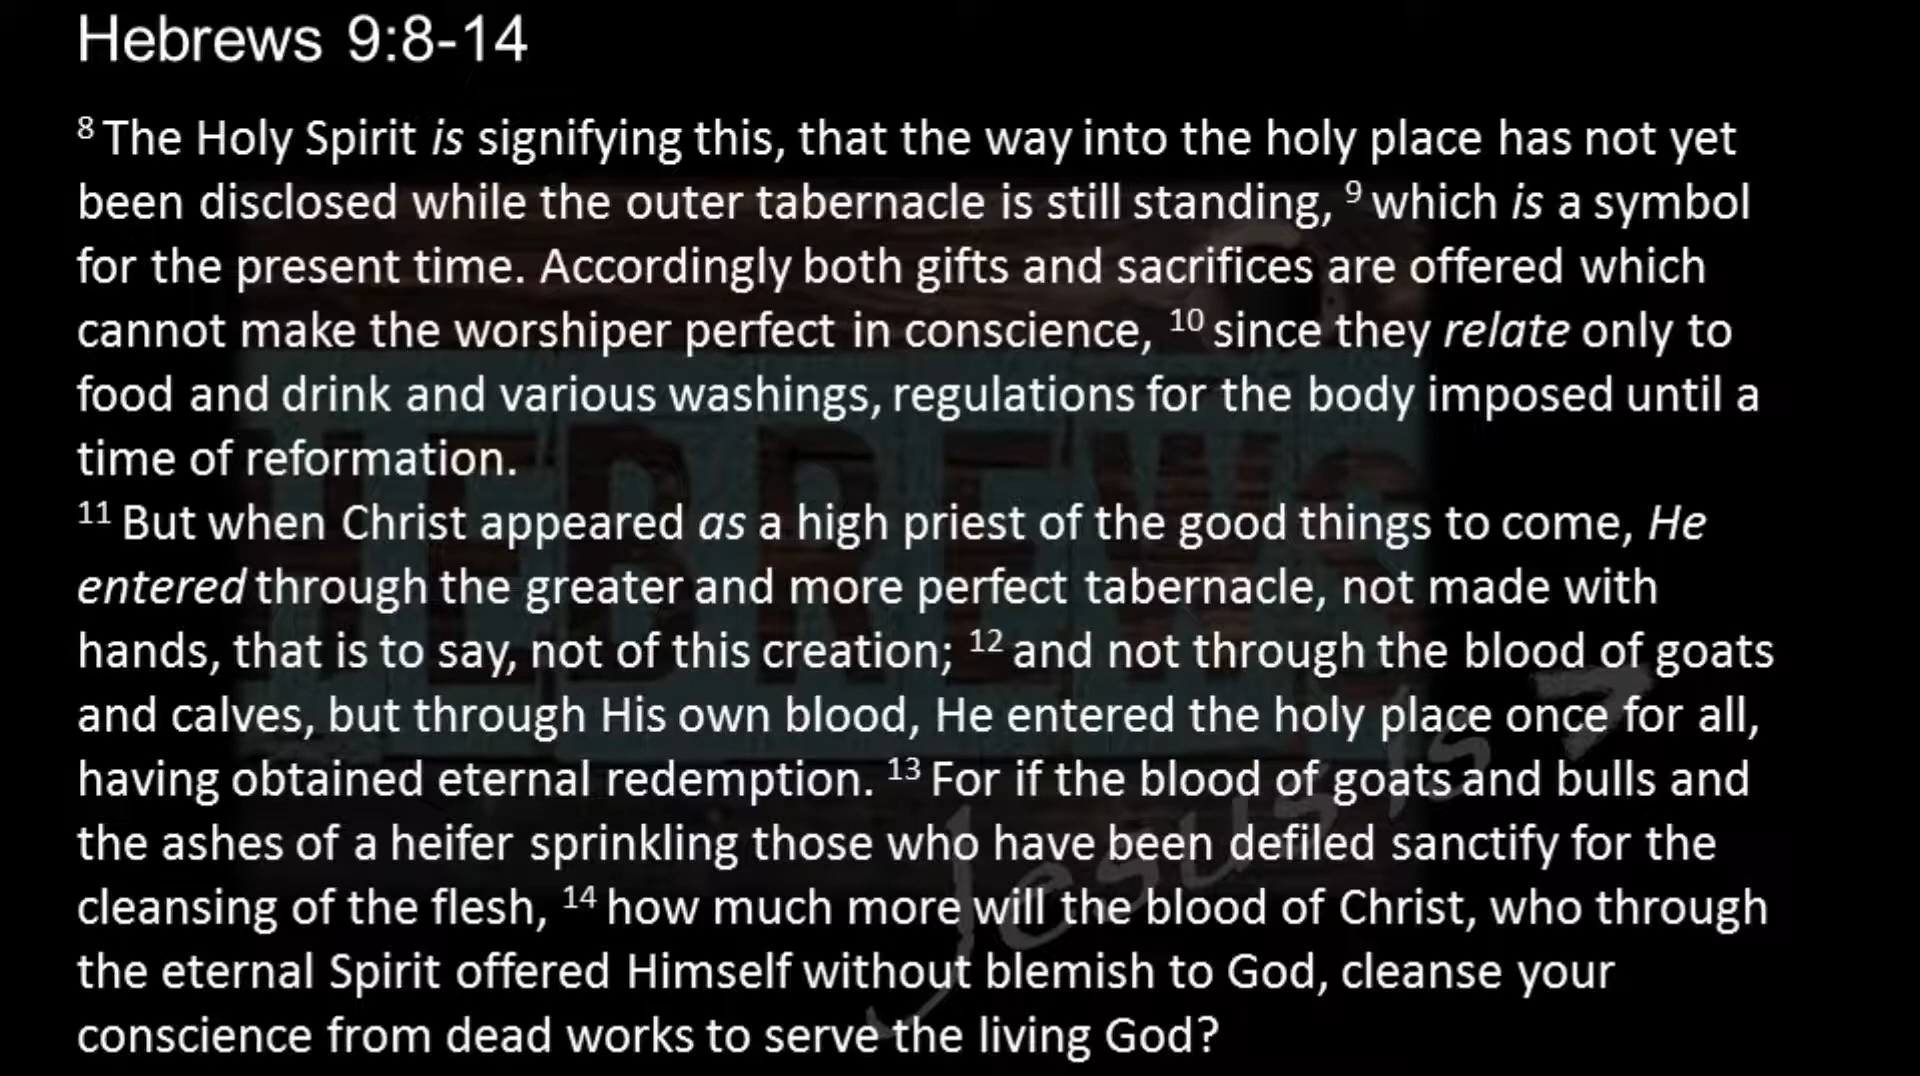 Hebrews 9:8-14
8 The Holy Spirit is signifying this, that the way into the holy place has not yet
been disclosed while the outer tabernacle is still standing, 9 which is a symbol
for the present time. Accordingly both gifts and sacrifices are offered which
cannot make the worshiper perfect in conscience, 10 since they relate only to
food and drink and various washings, regulations for the body imposed until a
time of reformation.
11 But when Christ appeared as a high priest of the good things to come, He
entered through the greater and more perfect tabernacle, not made with
hands, that is to say, not of this creation; 12 and not through the blood of goats
and calves, but through His own blood, He entered the holy place once for all,
having obtained eternal redemption. 13 For if the blood of goats and bulls and
the ashes of a heifer sprinkling those who have been defiled sanctify for the
cleansing of the flesh, 14 how much more will the blood of Christ, who through
the eternal Spirit offered Himself without blemish to God, cleanse your
conscience from dead works to serve the living God?
HEBREWS
Jesus is >